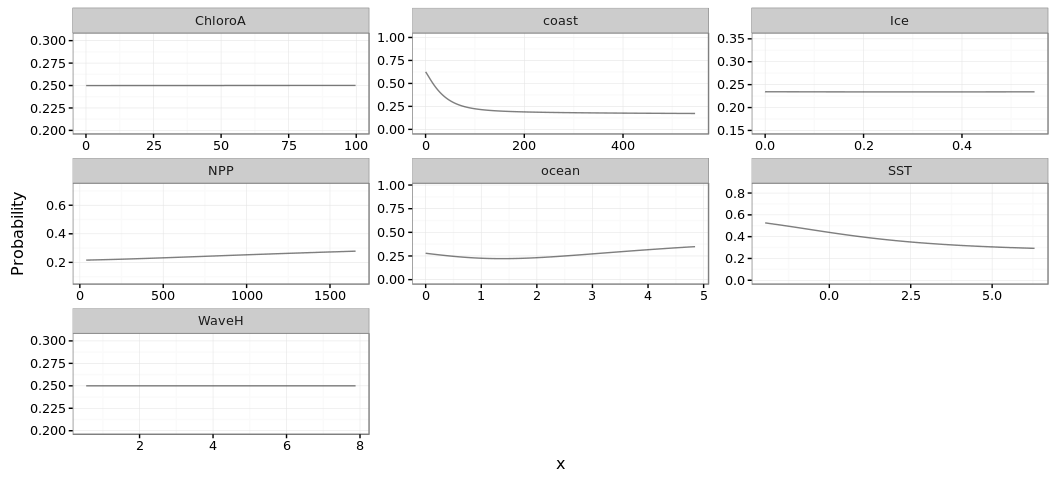 ChloroA
coast
Ice
0.300
0.275
0.250
0.225
0.200
1.00
0.75
0.50
0.25
0.00
0.35
0.30
0.25
0.20
0.15
0 25 50 75 100
0 200 400
0.0 0.2 0.4
NPP
ocean
SST
0.6
0.4
0.2
1.00
0.75
0.50
0.25
0.00
0.8
0.6
0.4
0.2
0.0
0 500 1000 1500
0 1 2 3 4 5
0.0 2.5 5.0
WaveH
0.300
0.275
0.250
0.225
0.200
2 4 6 8
Probability
x